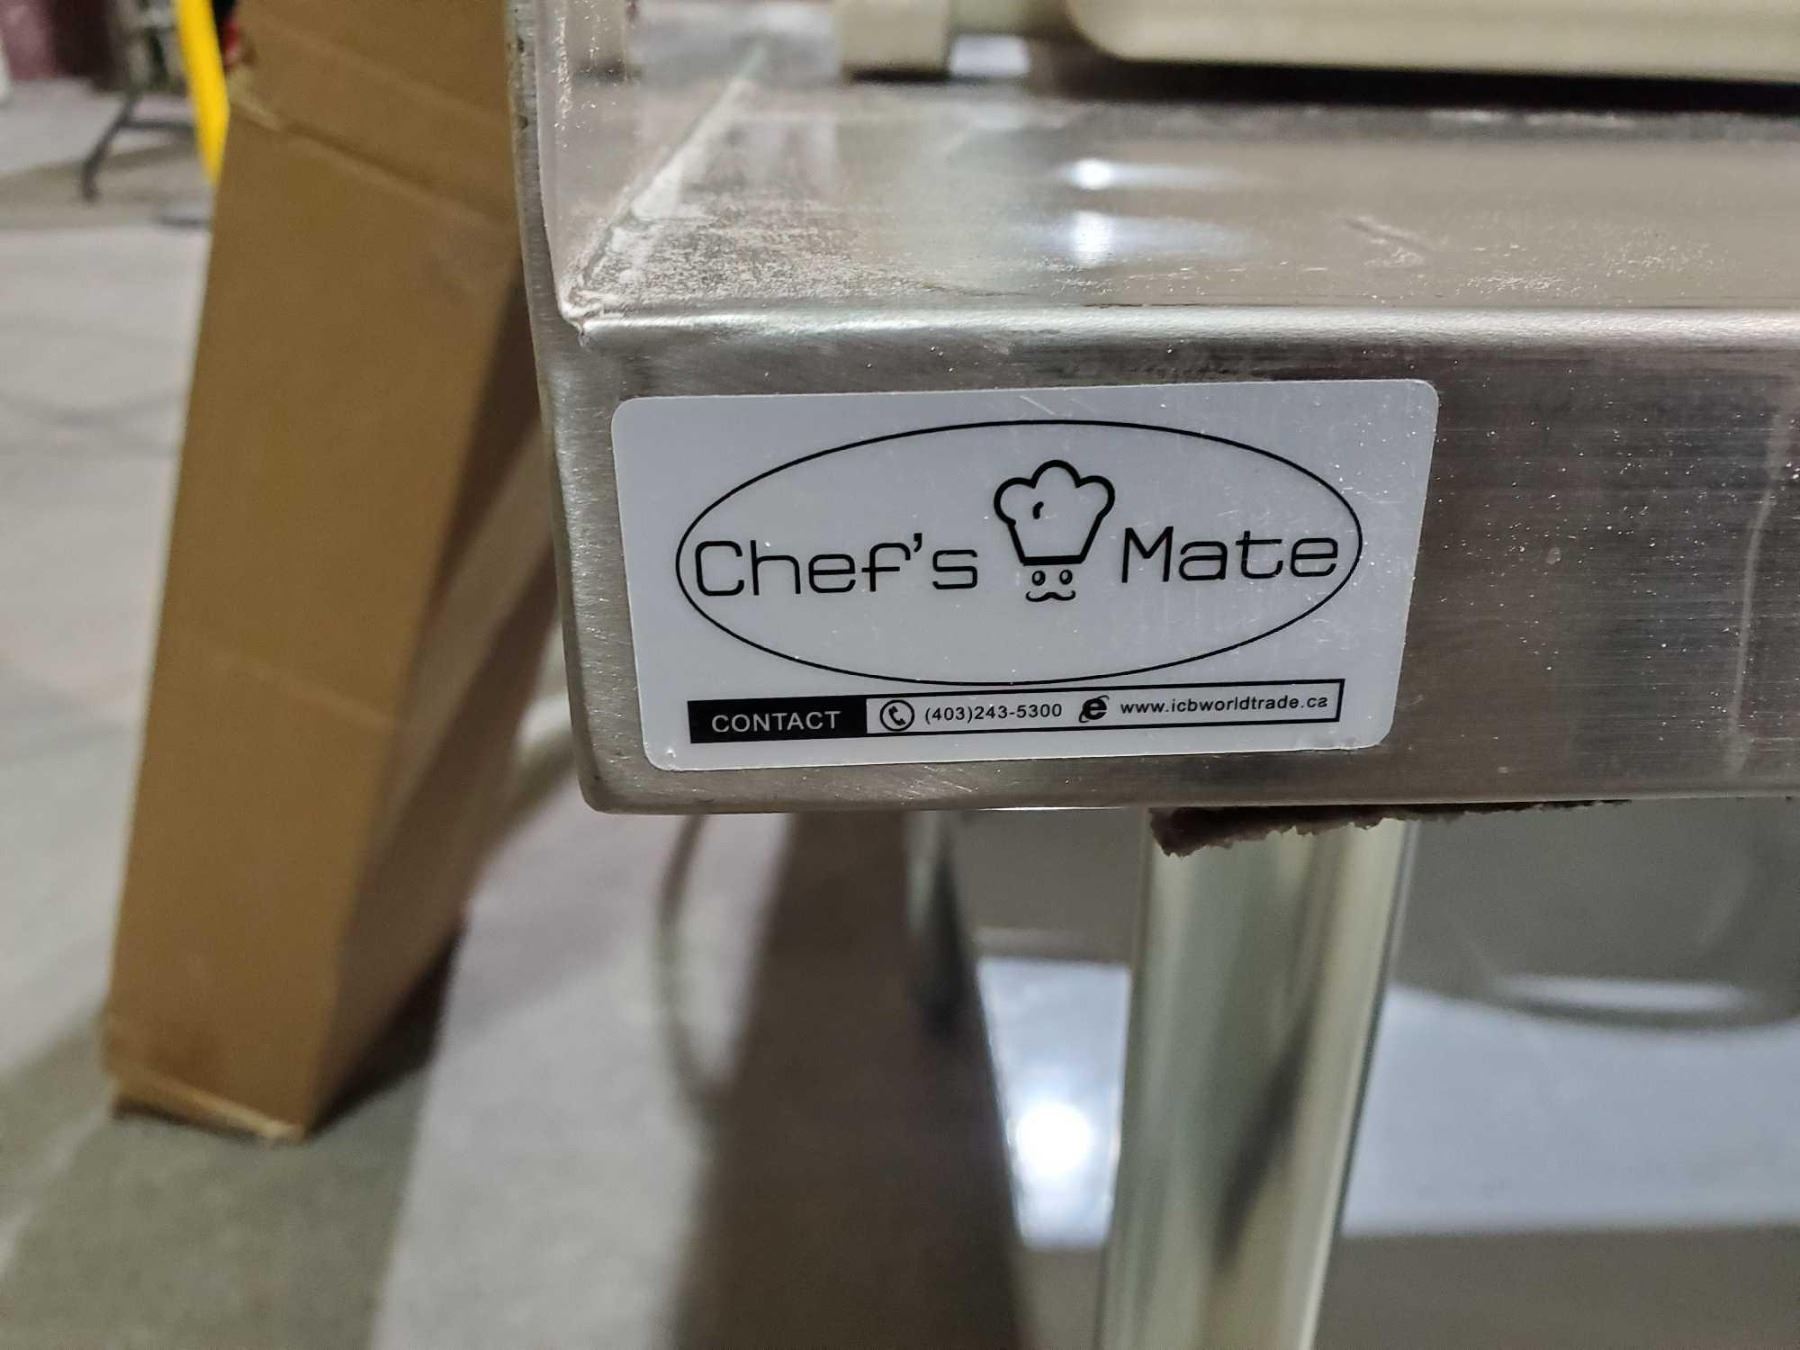 Chef's Mate
CONTACT (403)243-5300 www.icbworldtrade.ca